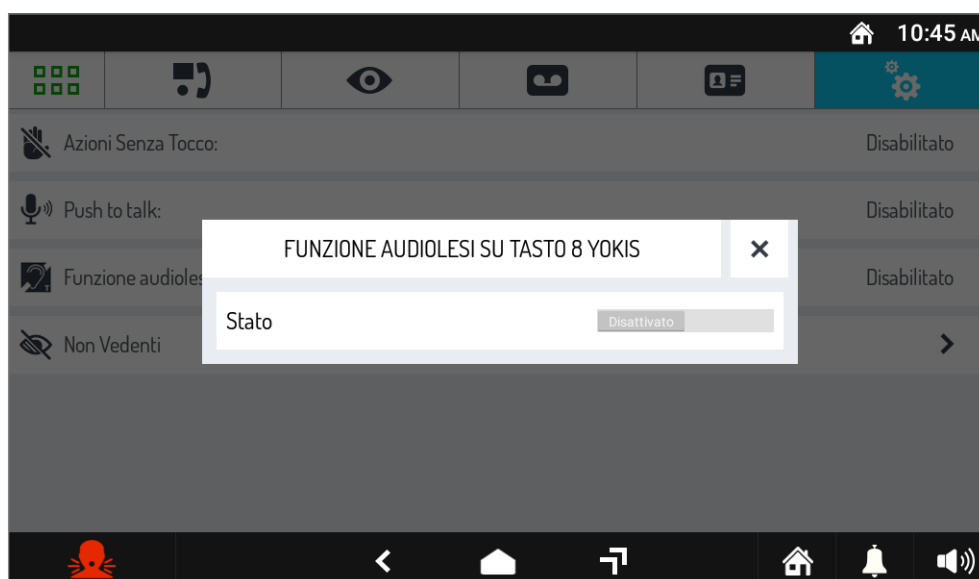 10:45 AM
Azioni Senza Tocco:
Disabilitato
Push to talk:
Disabilitato
FUNZIONE AUDIOLESI SU TASTO 8 YOKIS
Funzione audioles
Disabilitato
Stato
Disattivato
Non Vedenti